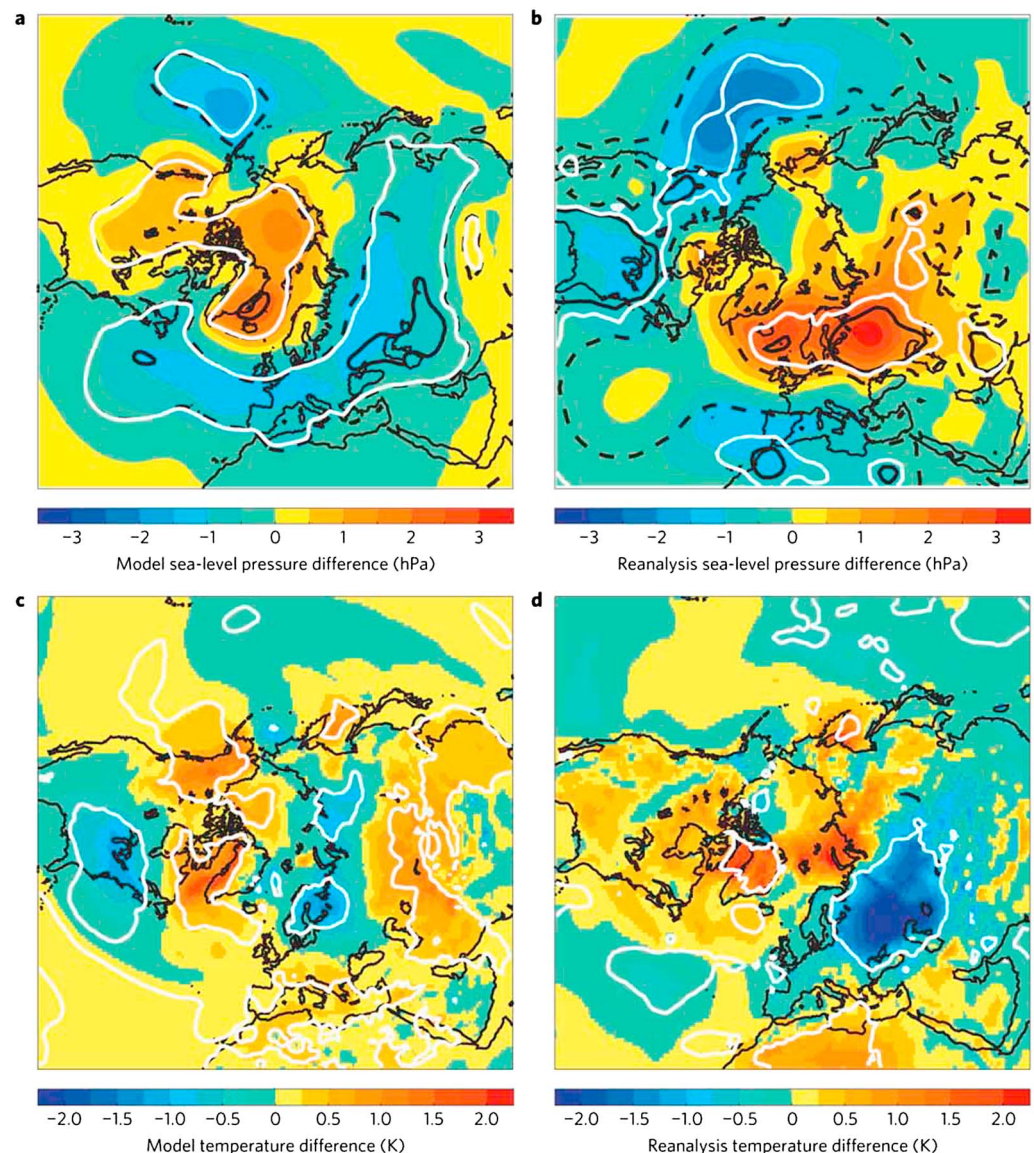 a
b
−3 −2 −1 0 1 2 3
Model sea-level pressure difference (hPa)
−3 −2 −1 0 1 2 3
Reanalysis sea-level pressure difference (hPa)
c
d
−2.0 −1.5 −1.0 −0.5 0 0.5 1.0 1.5 2.0
Model temperature difference (K)
−2.0 −1.5 −1.0 −0.5 0 0.5 1.0 1.5 2.0
Reanalysis temperature difference (K)